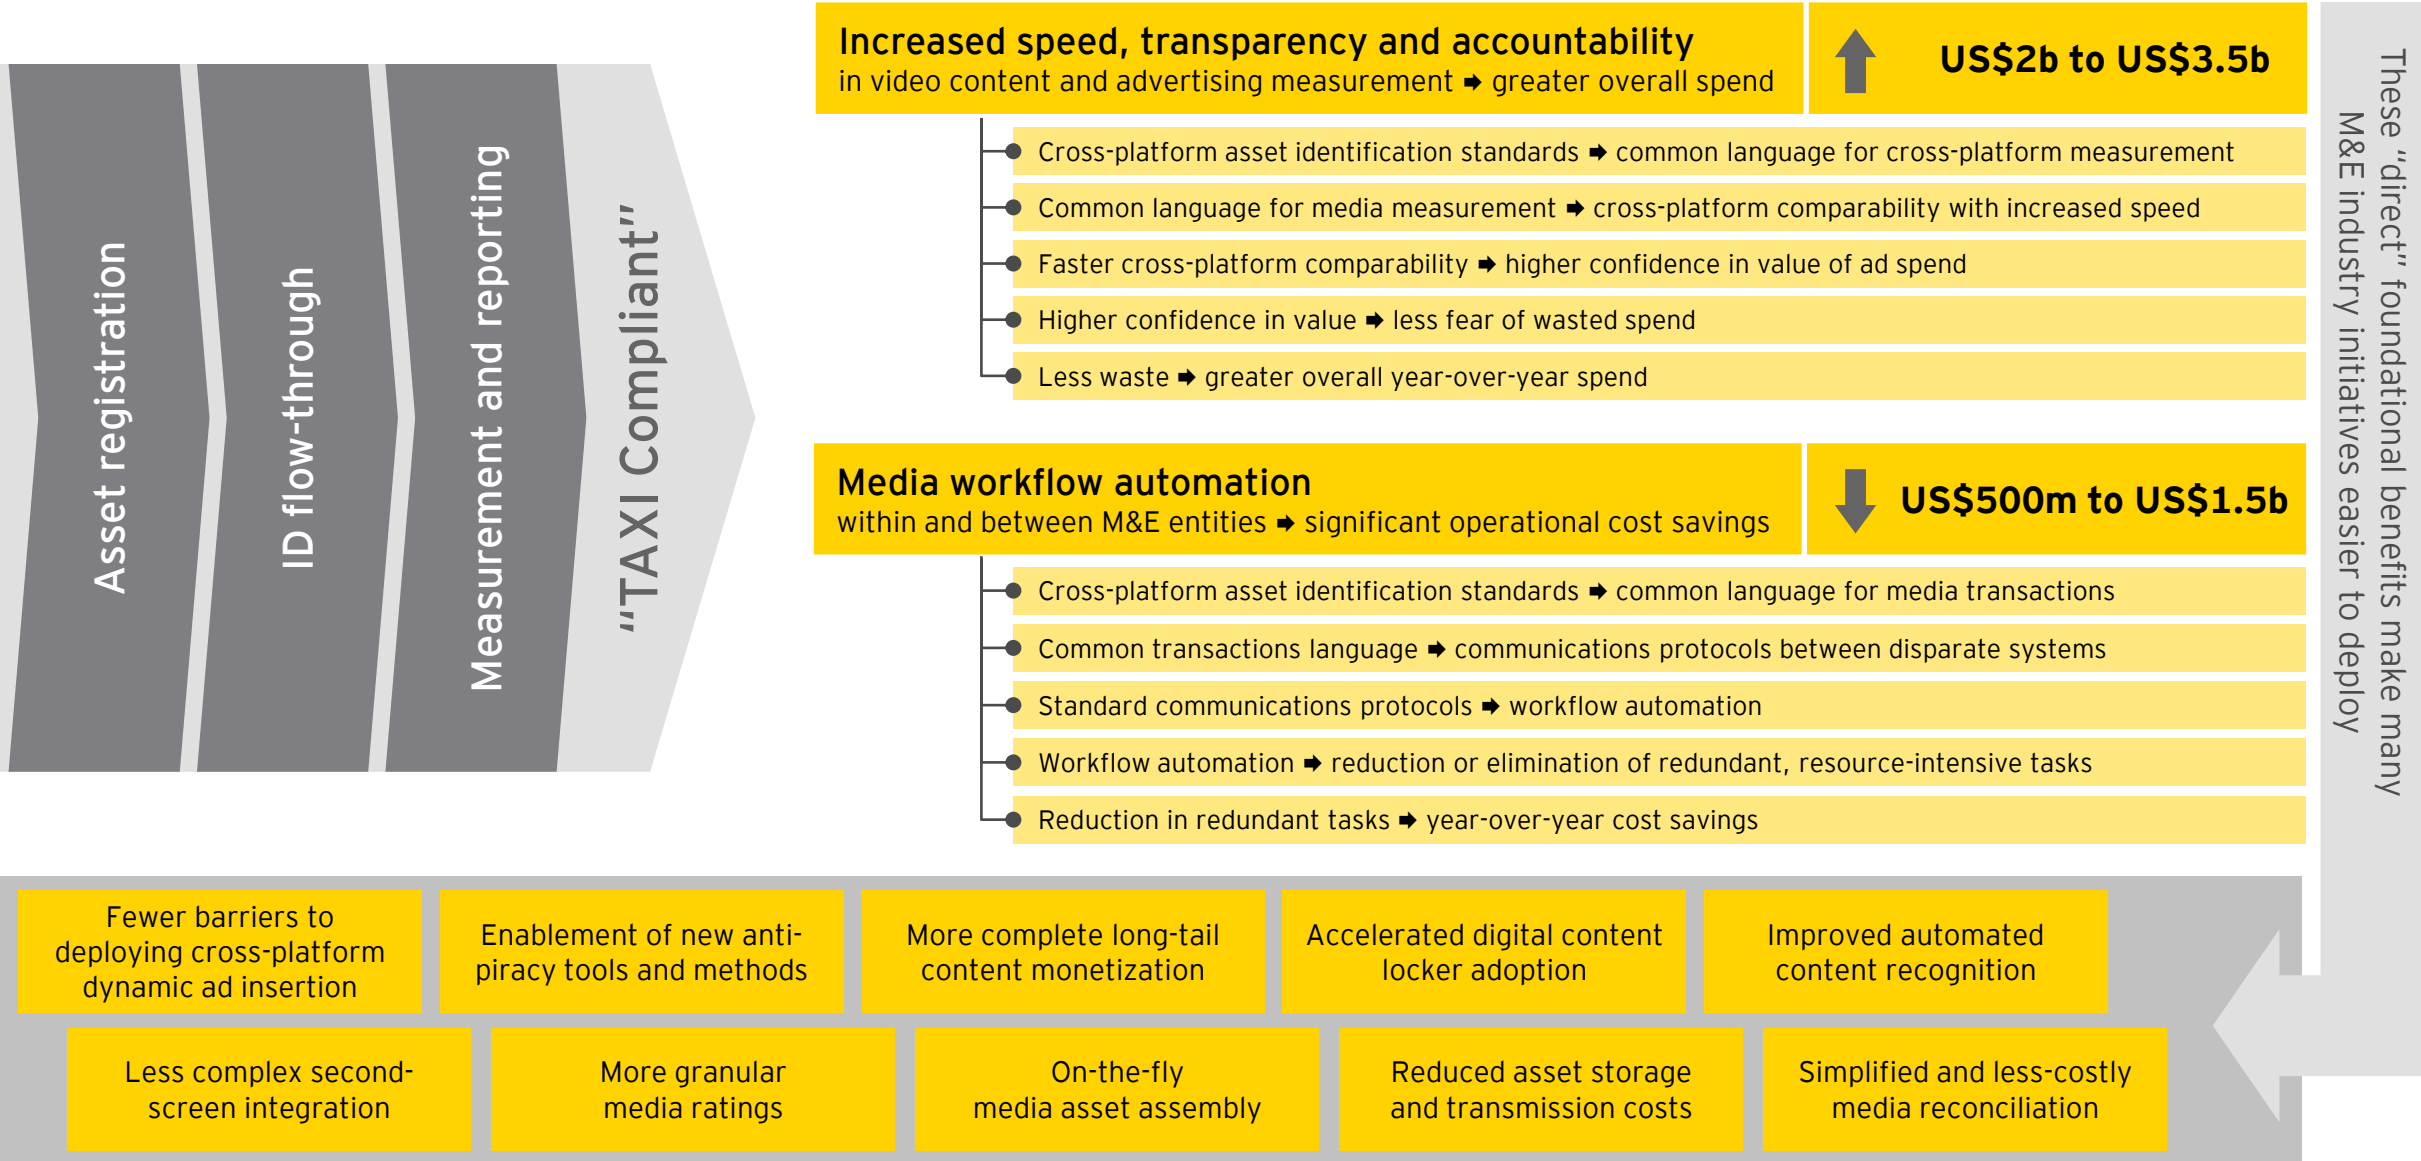 Asset registration
ID flow-through
Measurement and reporting
"TAXI Compliant"
Increased speed, transparency and accountability
in video content and advertising measurement ➡ greater overall spend
US$2b to US$3.5b
Cross-platform asset identification standards ➡ common language for cross-platform measurement
Common language for media measurement ➡ cross-platform comparability with increased speed
Faster cross-platform comparability ➡ higher confidence in value of ad spend
Higher confidence in value ➡ less fear of wasted spend
Less waste ➡ greater overall year-over-year spend
Media workflow automation
within and between M&E entities ➡ significant operational cost savings
US$500m to US$1.5b
Cross-platform asset identification standards ➡ common language for media transactions
Common transactions language ➡ communications protocols between disparate systems
Standard communications protocols ➡ workflow automation
Workflow automation ➡ reduction or elimination of redundant, resource-intensive tasks
Reduction in redundant tasks ➡ year-over-year cost savings
These "direct" foundational benefits make many
M&E industry initiatives easier to deploy
Fewer barriers to
deploying cross-platform
dynamic ad insertion
Enablement of new anti-
piracy tools and methods
More complete long-tail
content monetization
Accelerated digital content
locker adoption
Improved automated
content recognition
Less complex second-
screen integration
More granular
media ratings
On-the-fly
media asset assembly
Reduced asset storage
and transmission costs
Simplified and less-costly
media reconciliation